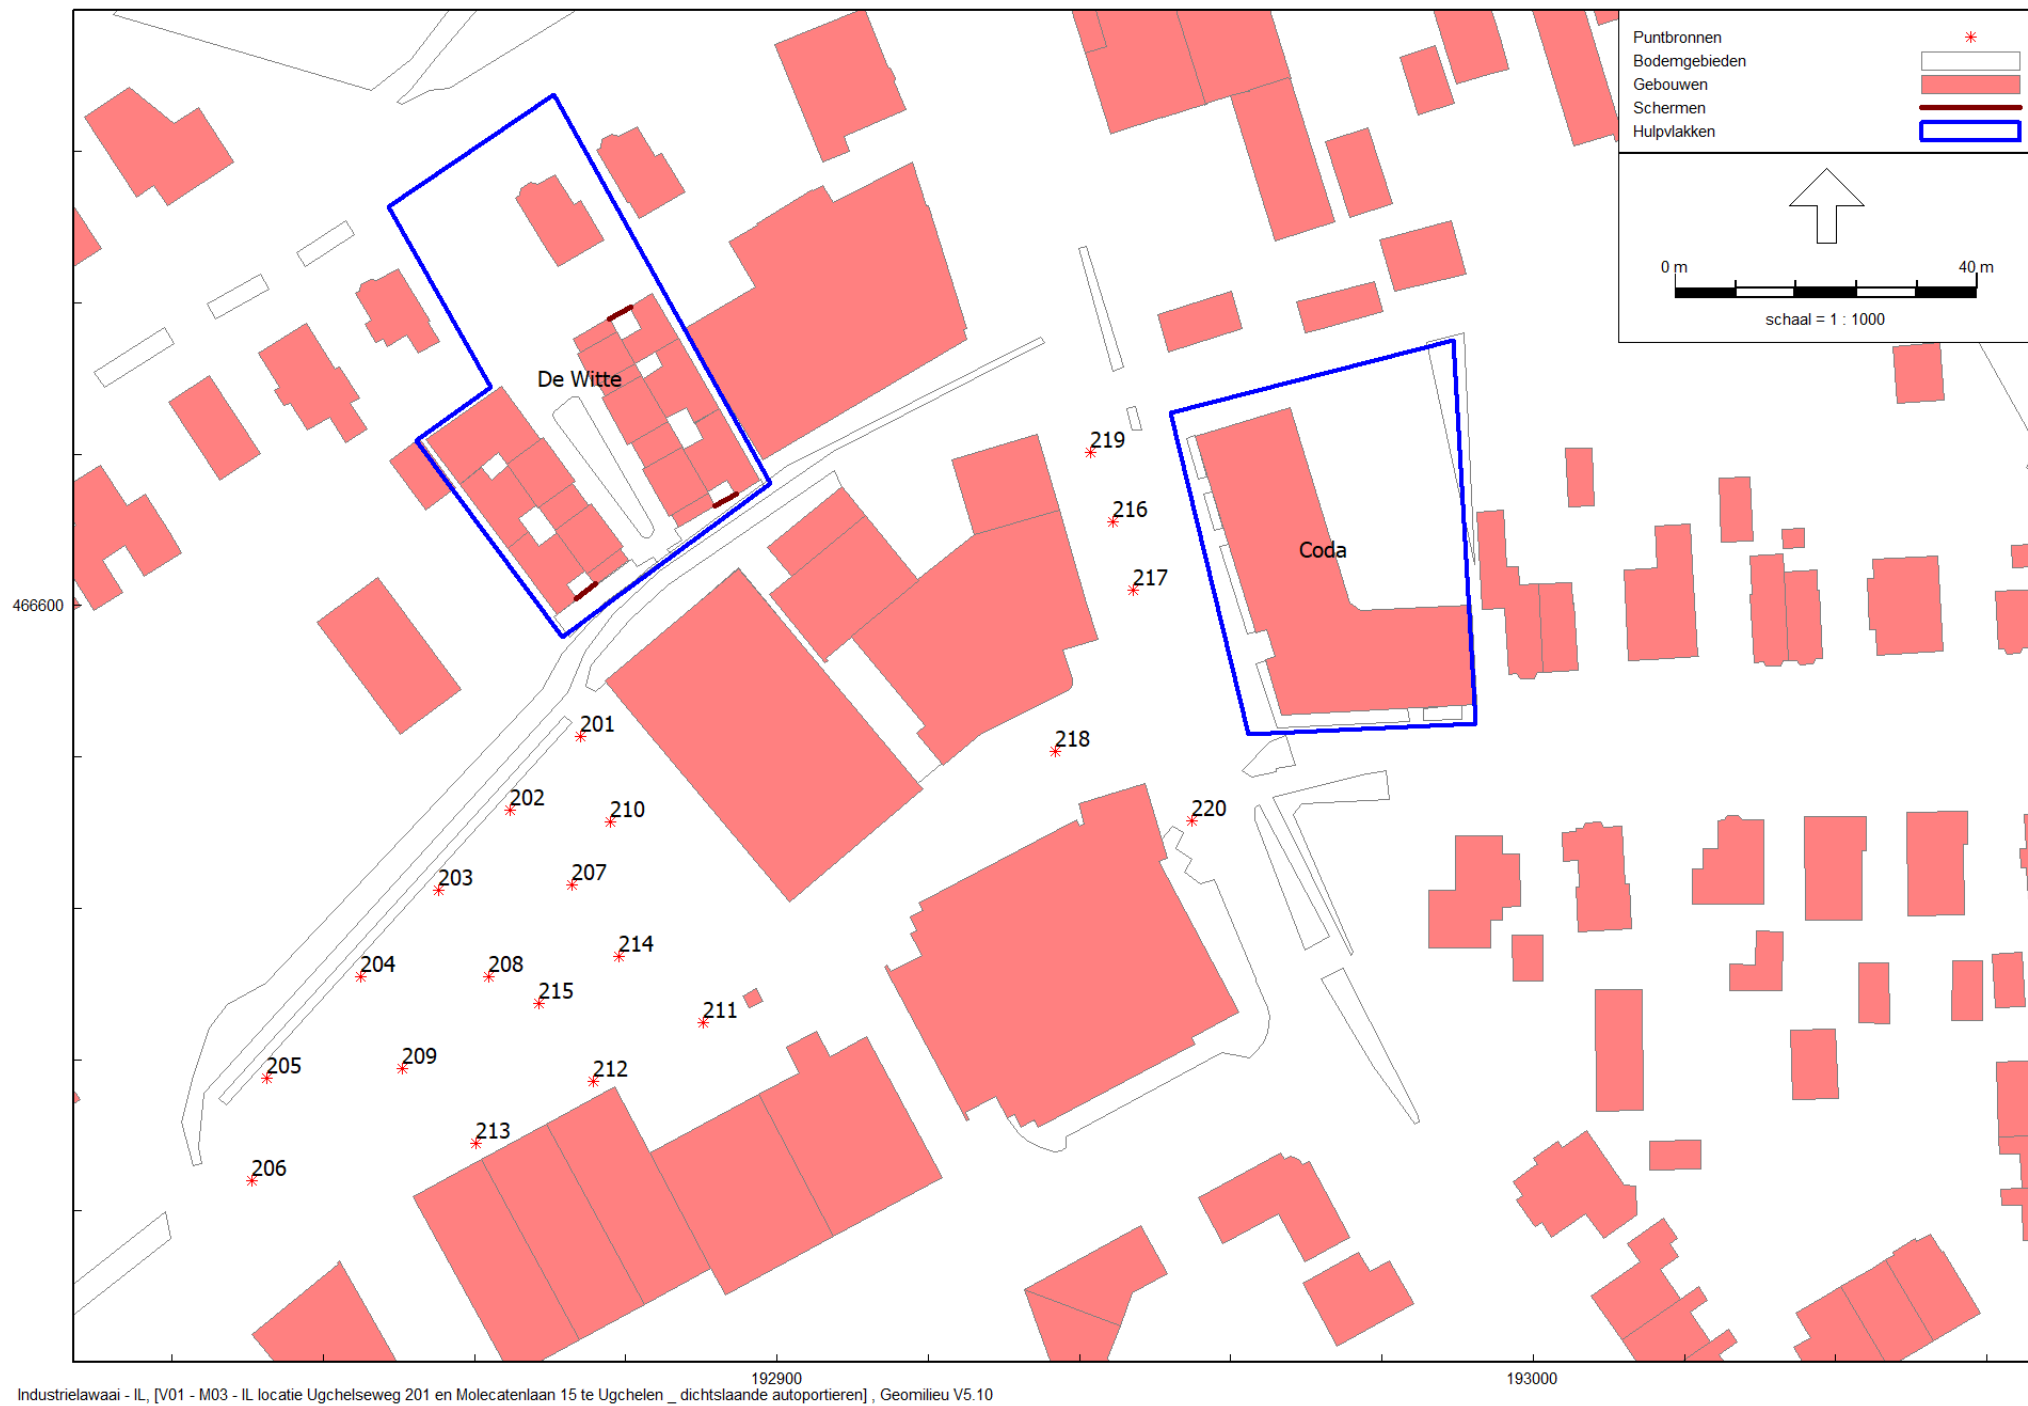 Puntbronnen
Bodemgebieden
Gebouwen
Schermen
Hulpvlakken
0 m 40 m
schaal = 1 : 1000
De Witte
219
216
Coda
217
466600
201
218
202
210
220
203
207
214
204
208
215
211
205
209
212
213
206
192900 193000
Industrielawaai - IL, [V01 - M03 - IL locatie Ugchelseweg 201 en Molecatenlaan 15 te Ugchelen _ dichtslaande autoportieren] , Geomilieu V5.10